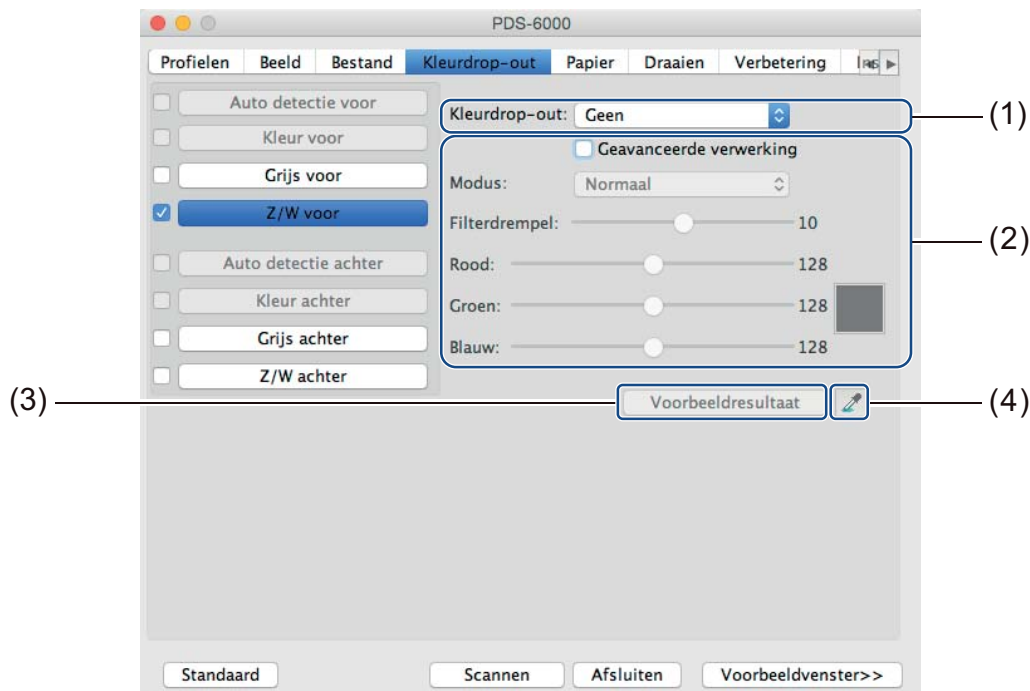 PDS-6000
Profielen Beeld Bestand Kleurdrop-out Papier Draaien Verbetering
Auto detectie voor
Kleur voor
Grijs voor
Z/W voor
Auto detectie achter
Kleur achter
Grijs achter
Z/W achter
Kleurdrop-out: Geen
(1)
Geavanceerde verwerking
Modus: Normaal
Filterdrempel: 10
(2)
Rood: 128
Groen: 128
Blauw: 128
(3)
Voorbeeldresultaat
(4)
Standaard Scannen Afsluiten Voorbeeldvenster>>